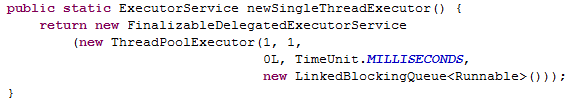 public static ExecutorService newSingleThreadExecutor() {
    return new FinalizableDelegatedExecutorService
        (new ThreadPoolExecutor(1, 1,
                                0L, TimeUnit.MILLISECONDS,
                                new LinkedBlockingQueue<Runnable>()));
}